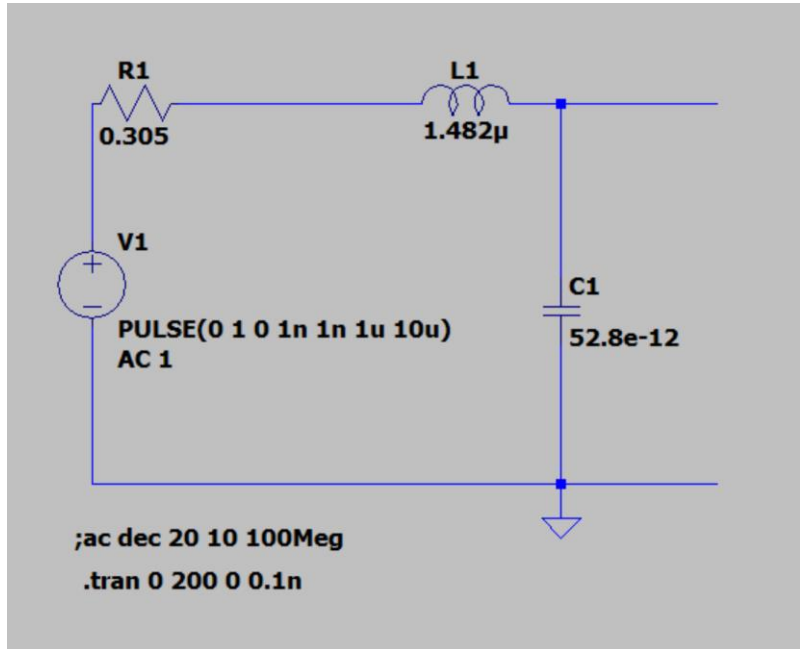 R1
L1
0.305
1.482µ
V1
C1
PULSE(0 1 0 1n 1n 1u 10u)
52.8e-12
AC 1
;ac dec 20 10 100Meg
.tran 0 200 0 0.1n